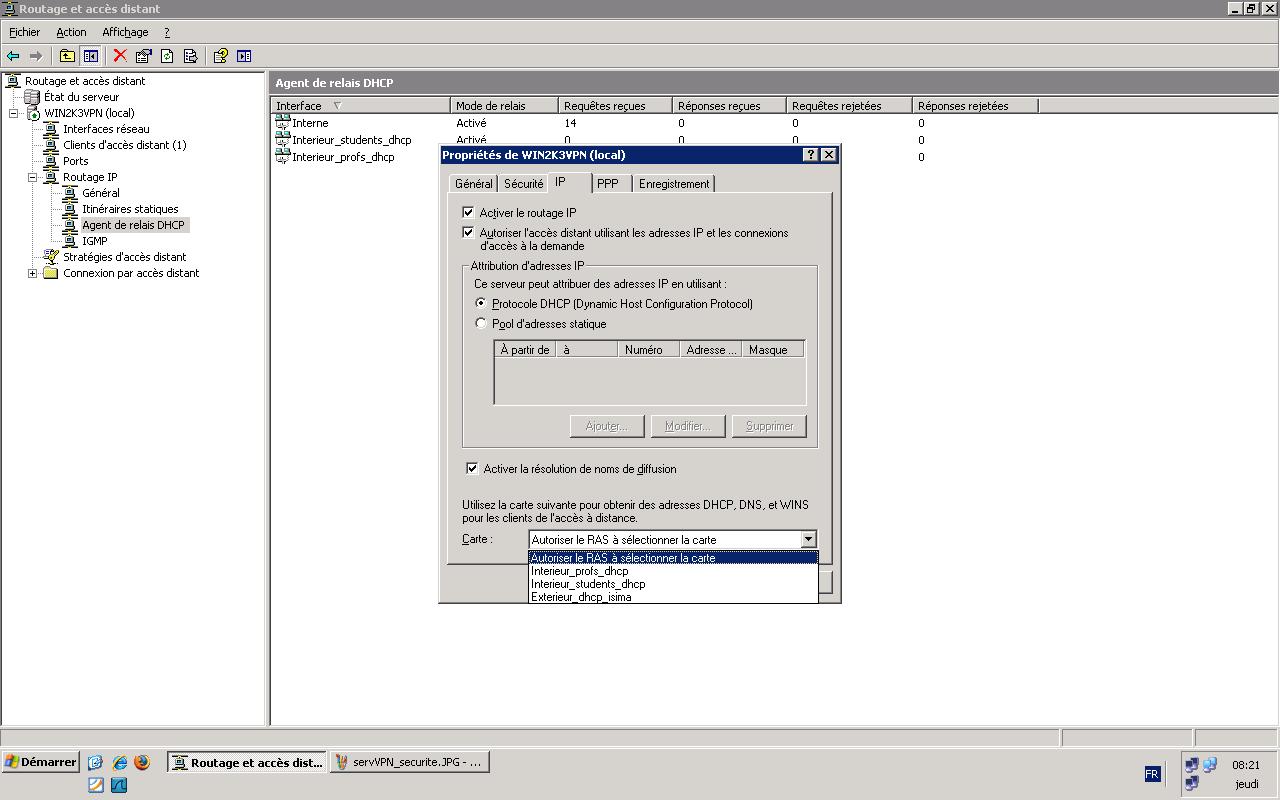 Routage et accès distant
Fichier Action Affichage ?
Routage et accès distant
État du serveur
WIN2K3VPN (local)
Interfaces réseau
Clients d'accès distant (1)
Ports
Routage IP
Général
Itinéraires statiques
Agent de relais DHCP
IGMP
Stratégies d'accès distant
Connexion par accès distant
Agent de relais DHCP
Interface Mode de relais Requêtes reçues Réponses reçues Requêtes rejetées Réponses rejetées
Interne Activé 14 0 0 0
Interieur_students_dhcp Activé 0 0 0 0
Interieur_profs_dhcp 0
Propriétés de WIN2K3VPN (local)
Général Sécurité IP PPP Enregistrement
Activer le routage IP
Autoriser l'accès distant utilisant les adresses IP et les connexions
d'accès à la demande
Attribution d'adresses IP
Ce serveur peut attribuer des adresses IP en utilisant :
Protocole DHCP (Dynamic Host Configuration Protocol)
Pool d'adresses statique
À partir de à Numéro Adresse ... Masque
Ajouter... Modifier... Supprimer
Activer la résolution de noms de diffusion
Utilisez la carte suivante pour obtenir des adresses DHCP, DNS, et WINS
pour les clients de l'accès à distance.
Carte : Autoriser le RAS à sélectionner la carte
Autoriser le RAS à sélectionner la carte
Interieur_profs_dhcp
Interieur_students_dhcp
Exterieur_dhcp_isima
Démarrer
Routage et accès dist...
servVPN_securite.JPG - ...
FR
08:21
jeudi